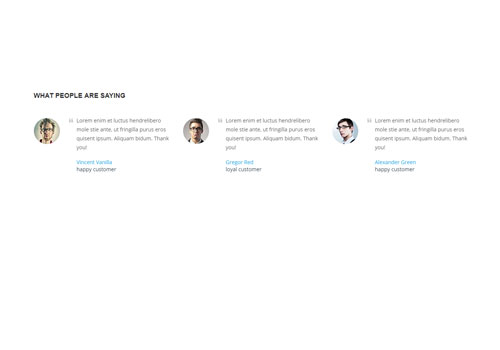 WHAT PEOPLE ARE SAYING
Lorem enim et luctus hendrelibero
mole stie ante, ut fringilla purus eros
quisent ipsum. Aliquam bidum. Thank
you!
Vincent Vanilla
happy customer
Lorem enim et luctus hendrelibero
mole stie ante, ut fringilla purus eros
quisent ipsum. Aliquam bidum. Thank
you!
Gregor Red
loyal customer
Lorem enim et luctus hendrelibero
mole stie ante, ut fringilla purus eros
quisent ipsum. Aliquam bidum. Thank
you!
Alexander Green
happy customer